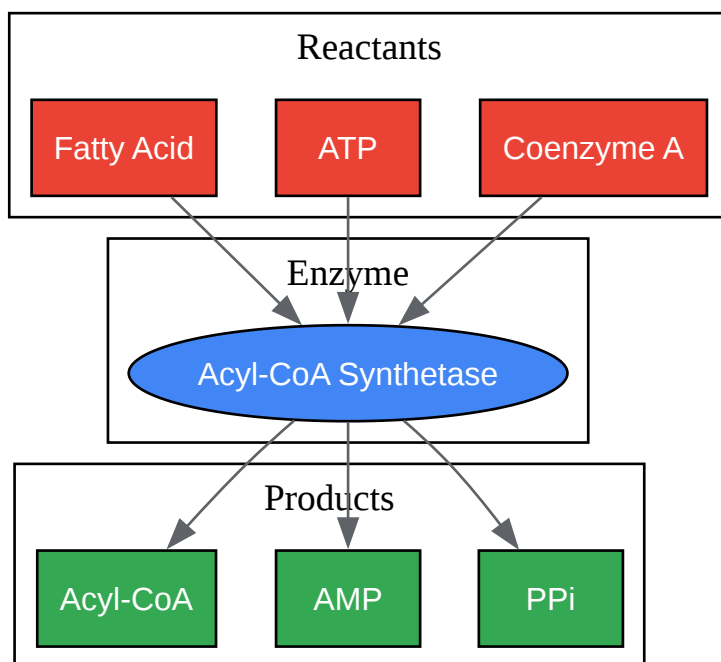 Reactants
Fatty Acid
ATP
Coenzyme A
Enzyme
Acyl-CoA Synthetase
Products
Acyl-CoA
AMP
PPi